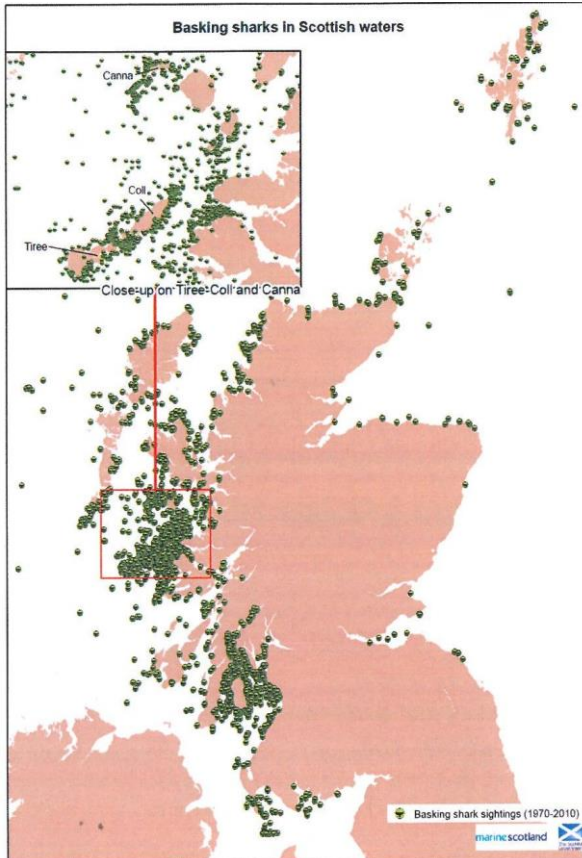 Basking sharks in Scottish waters
Canna
Coll
Tiree
Close-up on Tiree Coll and Canna
Basking shark sightings (1970-2010)
marinescotland